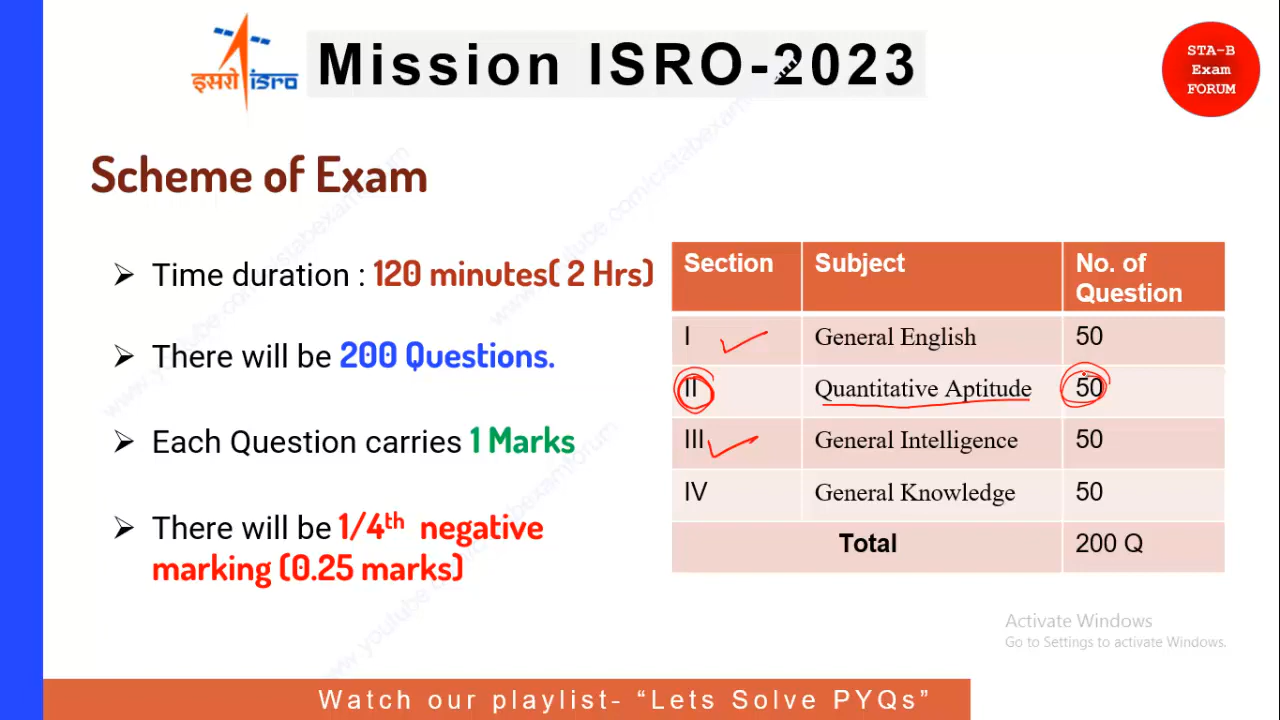 इसरो isro
Mission ISRO-2023
STA-B
Exam
FORUM
Scheme of Exam
➢ Time duration : 120 minutes( 2 Hrs)
➢ There will be 200 Questions.
➢ Each Question carries 1 Marks
➢ There will be 1/4th negative
marking (0.25 marks)
Section Subject No. of
Question
I General English 50
II Quantitative Aptitude 50
III General Intelligence 50
IV General Knowledge 50
Total 200 Q
Activate Windows
Go to Settings to activate Windows.
Watch our playlist- “Lets Solve PYQs”